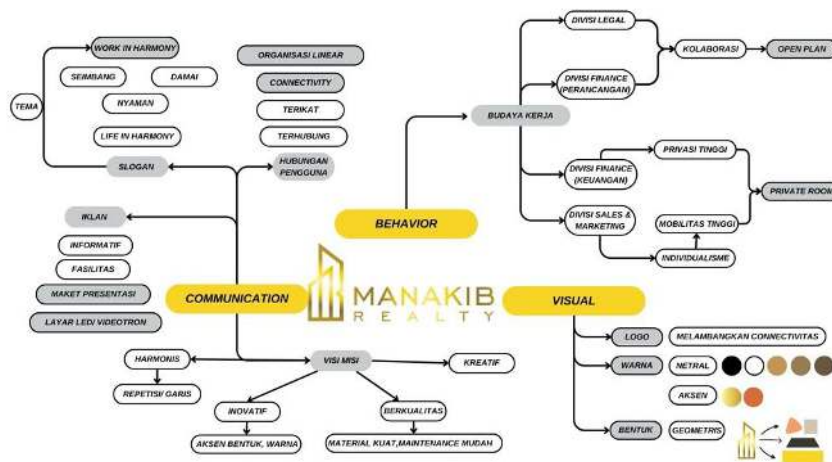 WORK IN HARMONY
SEIMBANG
DAMAI
NYAMAN
TEMA
LIFE IN HARMONY
SLOGAN
ORGANISASI LINEAR
CONNECTIVITY
TERIKAT
TERHUBUNG
HUBUNGAN
PENGGUNA
IKLAN
INFORMATIF
FASILITAS
MAKET PRESENTASI
LAYAR LED/ VIDEOTRON
COMMUNICATION
HARMONIS
REPETISI/ GARIS
VISI MISI
KREATIF
INOVATIF
AKSEN BENTUK, WARNA
BERKUALITAS
MATERIAL KUAT,MAINTENANCE MUDAH
BEHAVIOR
BUDAYA KERJA
DIVISI LEGAL
DIVISI FINANCE
(PERANCANGAN)
KOLABORASI
OPEN PLAN
DIVISI FINANCE
(KEUANGAN)
PRIVASI TINGGI
DIVISI SALES &
MARKETING
MOBILITAS TINGGI
INDIVIDUALISME
PRIVATE ROOM
MANAKIB
REALTY
VISUAL
LOGO
MELAMBANGKAN CONNECTIVITAS
WARNA
NETRAL
AKSEN
BENTUK
GEOMETRIS